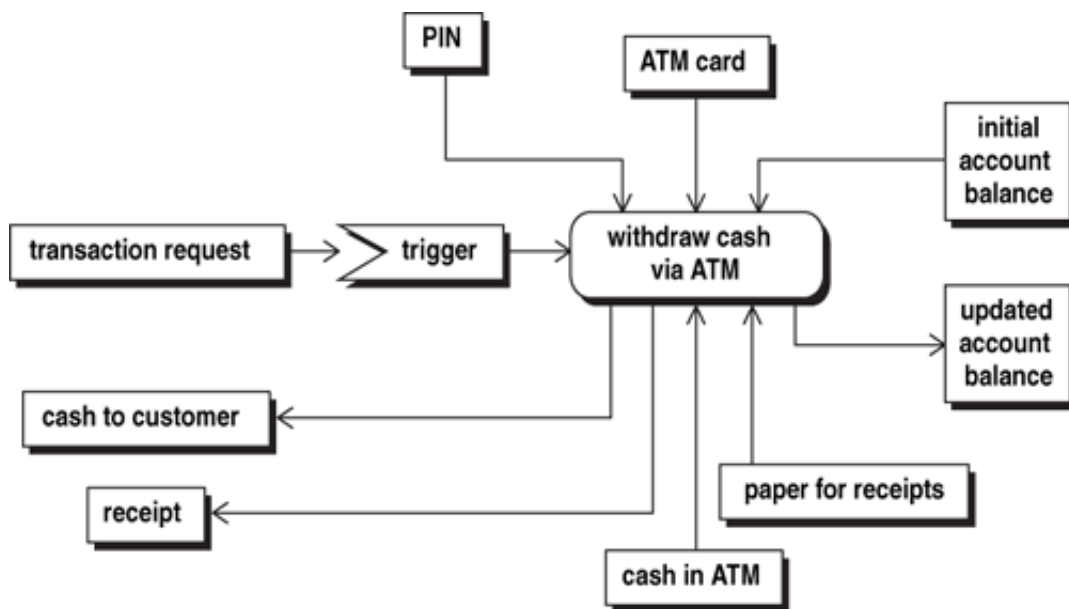 PIN
ATM card
initial
account
balance
transaction request
trigger
withdraw cash
via ATM
updated
account
balance
cash to customer
paper for receipts
receipt
cash in ATM